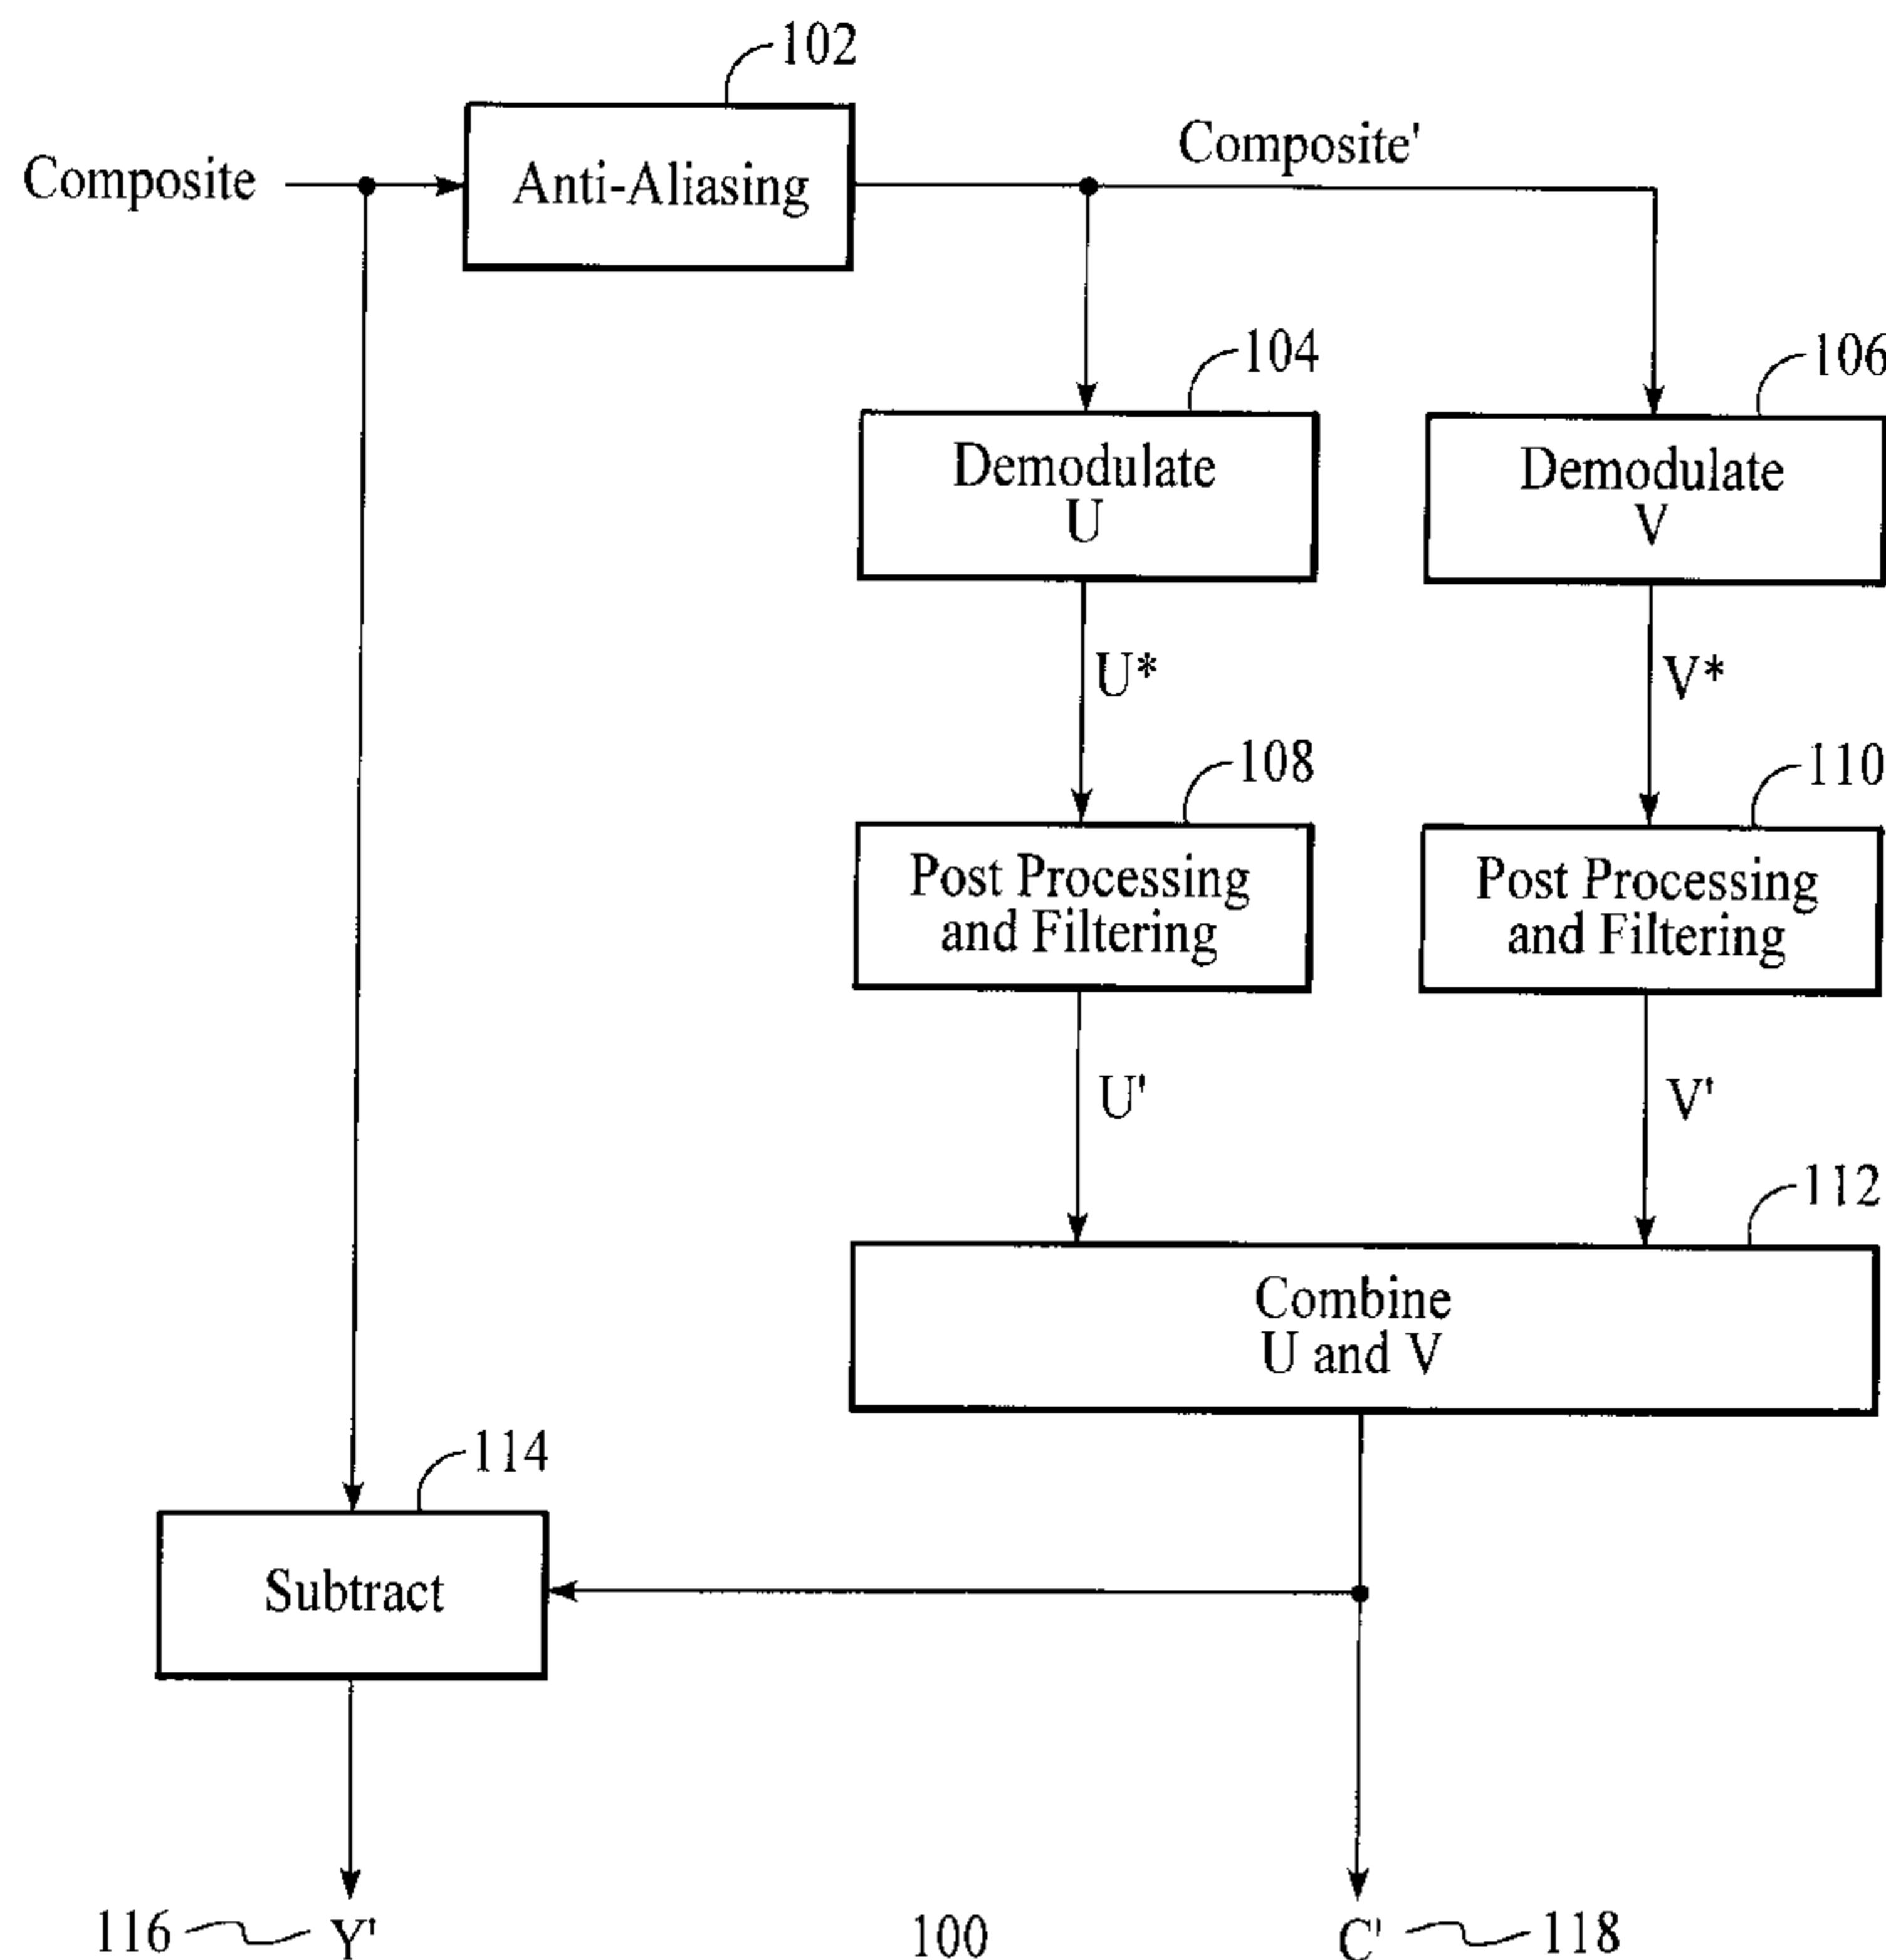 102
Composite
Anti-Aliasing
Composite'
104
106
Demodulate
U
Demodulate
V
U*
V*
108
110
Post Processing
and Filtering
Post Processing
and Filtering
U'
V'
112
Combine
U and V
114
Subtract
116
Y'
100
C'
118